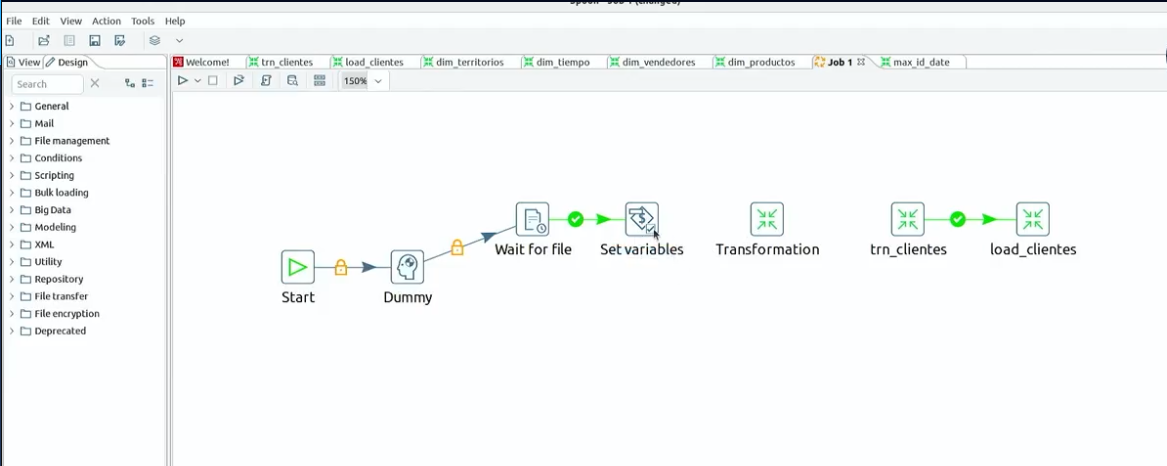 File Edit View Action Tools Help
View Design
Welcome! trn_clientes load_clientes dim_territorios dim_tiempo dim_vendedores dim_productos Job 1 max_id_date
Search
150%
General
Mail
File management
Conditions
Scripting
Bulk loading
Big Data
Modeling
XML
Utility
Repository
File transfer
File encryption
Deprecated
Wait for file Set variables Transformation trn_clientes load_clientes
Start Dummy